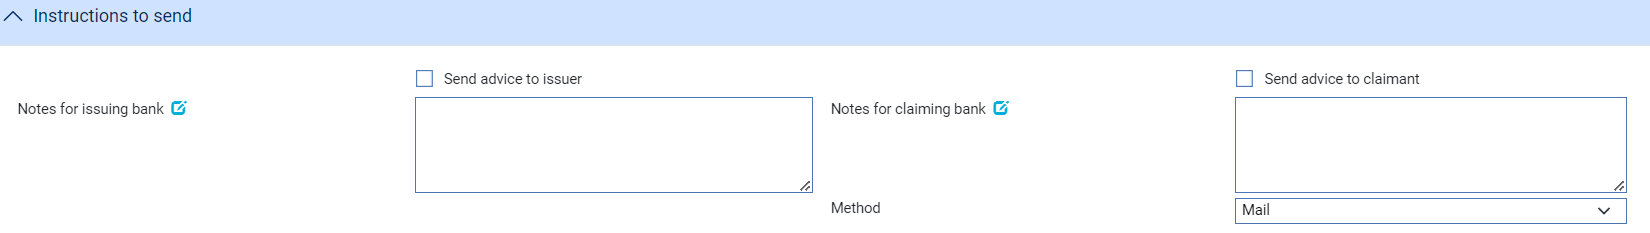 Instructions to send
Send advice to issuer
Send advice to claimant
Notes for issuing bank
Notes for claiming bank
Method
Mail